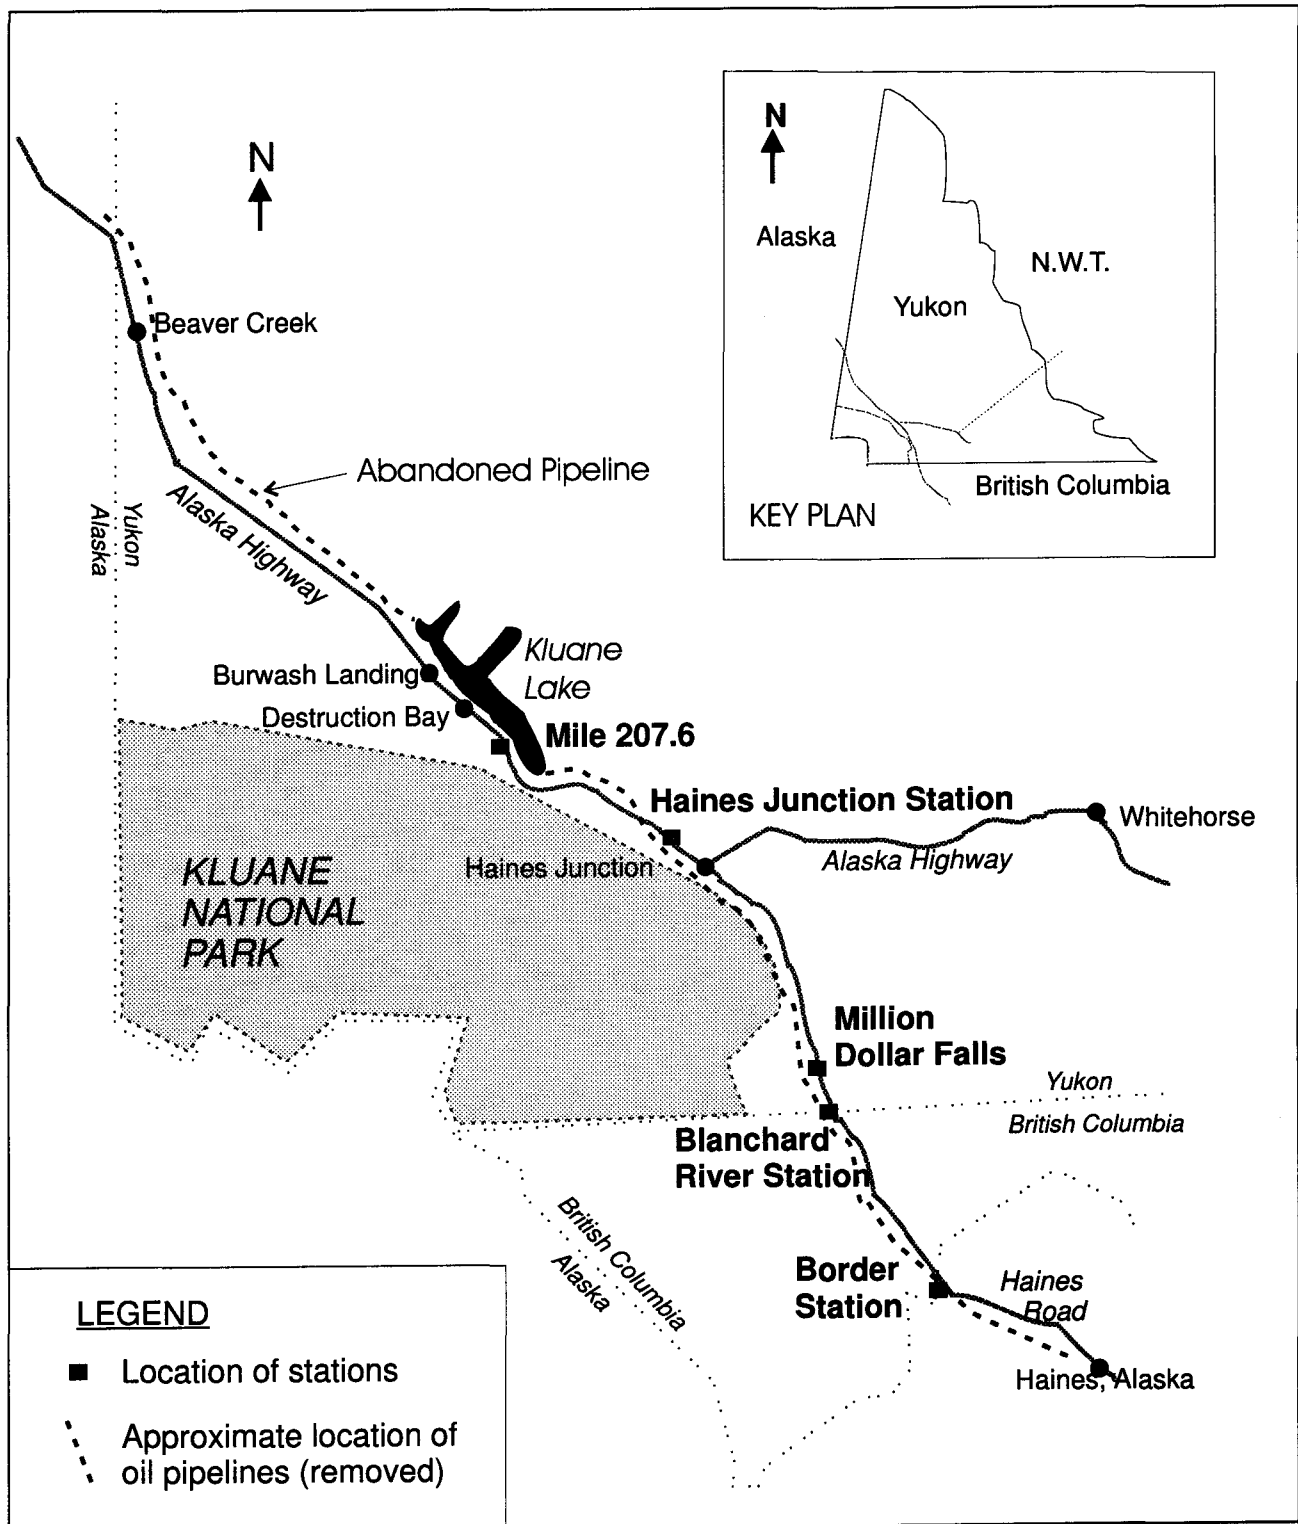 N
N
Alaska
N.W.T.
Yukon
British Columbia
KEY PLAN
Beaver Creek
Abandoned Pipeline
Alaska Highway
Yukon
Alaska
Kluane
Lake
Burwash Landing
Destruction Bay
Mile 207.6
Haines Junction Station
Whitehorse
Alaska Highway
Haines Junction
KLUANE
NATIONAL
PARK
Million
Dollar Falls
Yukon
British Columbia
Blanchard
River Station
British Columbia
Alaska
Border
Station
Haines
Road
Haines, Alaska
LEGEND
Location of stations
Approximate location of
oil pipelines (removed)